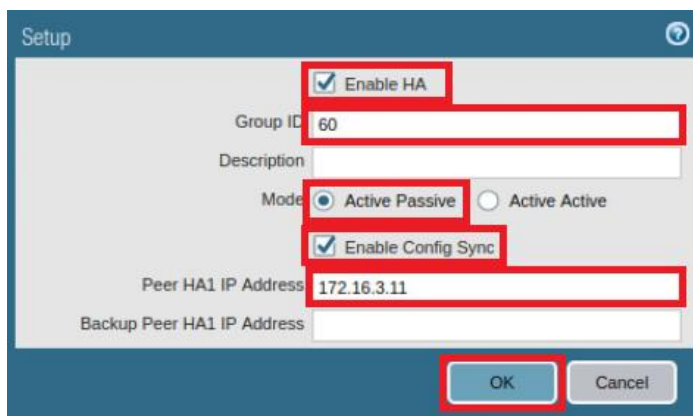 Setup
Enable HA
Group ID 60
Description
Mode Active Passive Active Active
Enable Config Sync
Peer HA1 IP Address 172.16.3.11
Backup Peer HA1 IP Address
OK Cancel